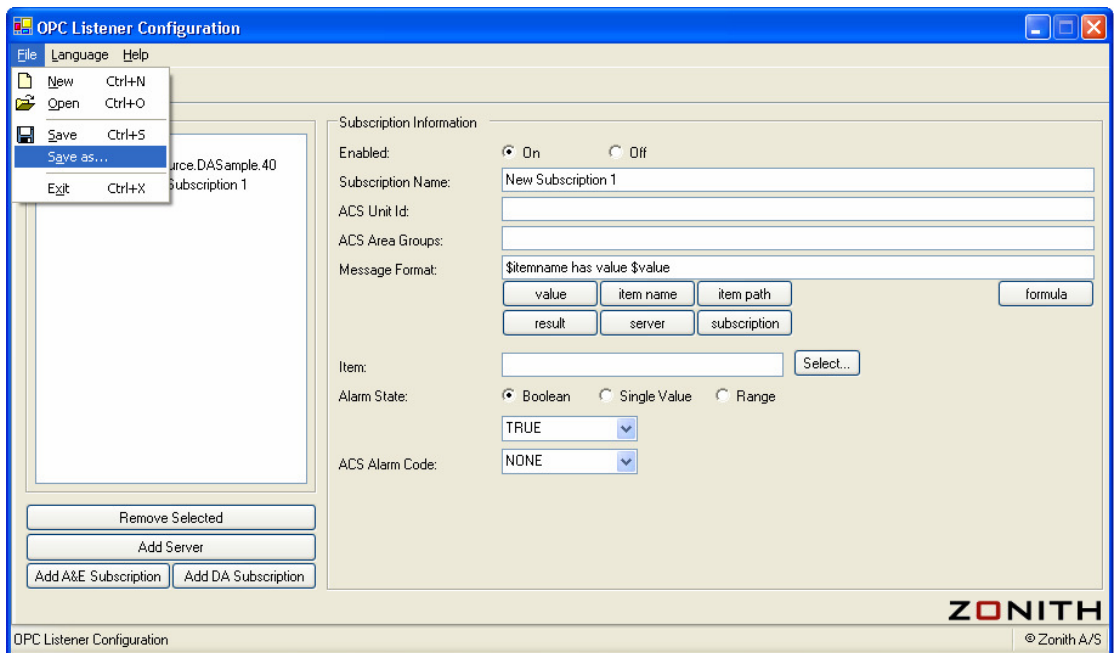 OPC Listener Configuration
File Language Help
New Ctrl+N
Open Ctrl+O
Save Ctrl+S
Save as...
Exit Ctrl+X
urce.DASample.40
Subscription 1
Remove Selected
Add Server
Add A&E Subscription Add DA Subscription
Subscription Information
Enabled: On Off
Subscription Name: New Subscription 1
ACS Unit Id:
ACS Area Groups:
Message Format: $itemname has value $value
value item name item path formula
result server subscription
Item: Select...
Alarm State: Boolean Single Value Range
TRUE
ACS Alarm Code: NONE
ZONITH
OPC Listener Configuration © Zonith A/S